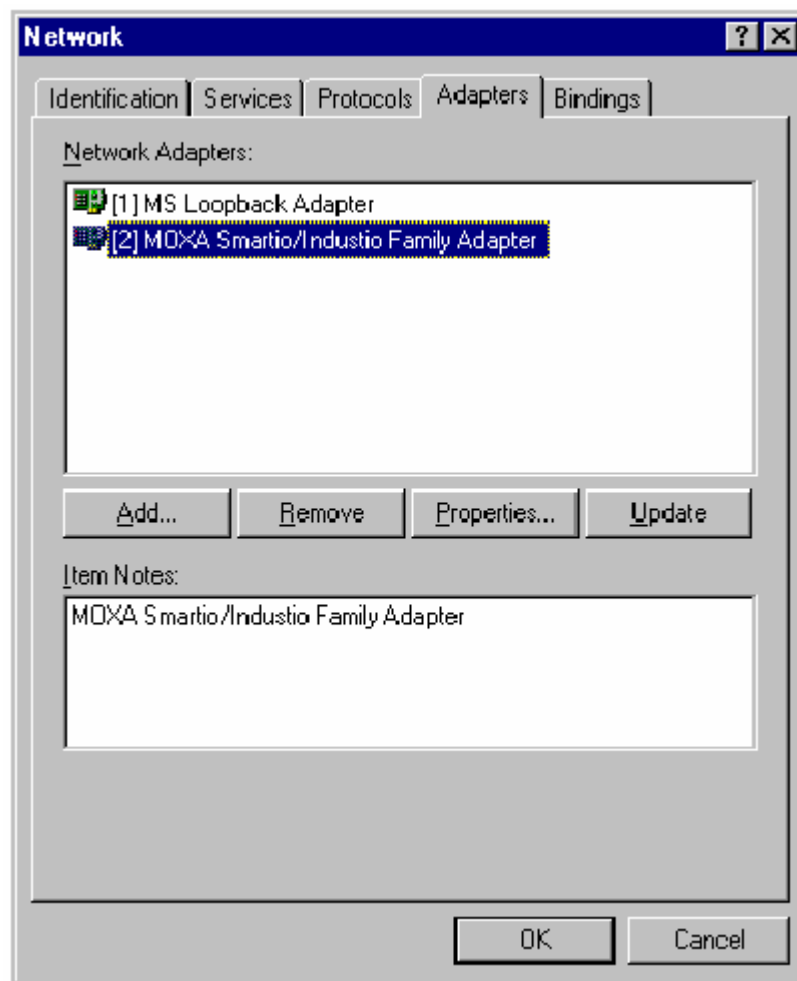 Network
Identification Services Protocols Adapters Bindings
Network Adapters:
[1] MS Loopback Adapter
[2] MOXA Smartio/Industio Family Adapter
Add... Remove Properties... Update
Item Notes:
MOXA Smartio/Industio Family Adapter
OK Cancel